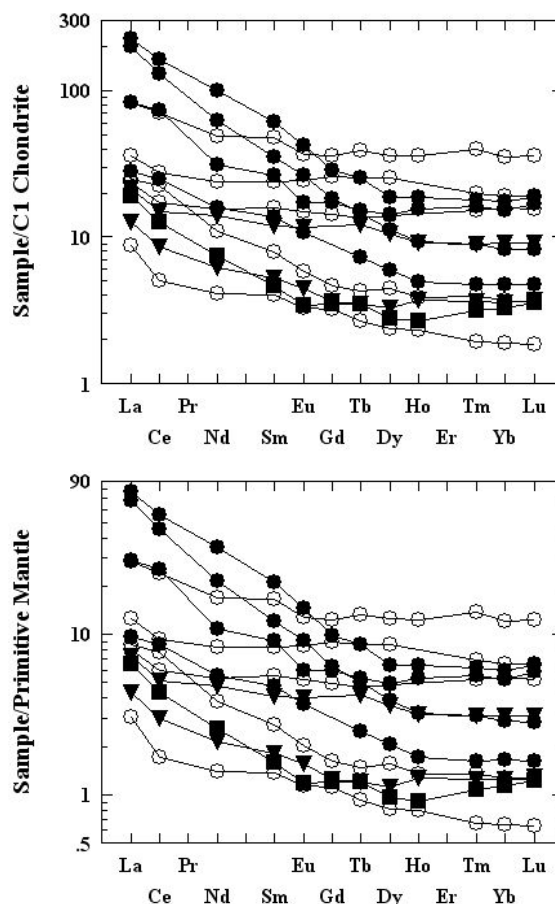 300
100
10
1
Sample/C1 Chondrite
La Pr Eu Tb Ho Tm Lu
Ce Nd Sm Gd Dy Er Yb
90
10
1
.5
Sample/Primitive Mantle
La Pr Eu Tb Ho Tm Lu
Ce Nd Sm Gd Dy Er Yb